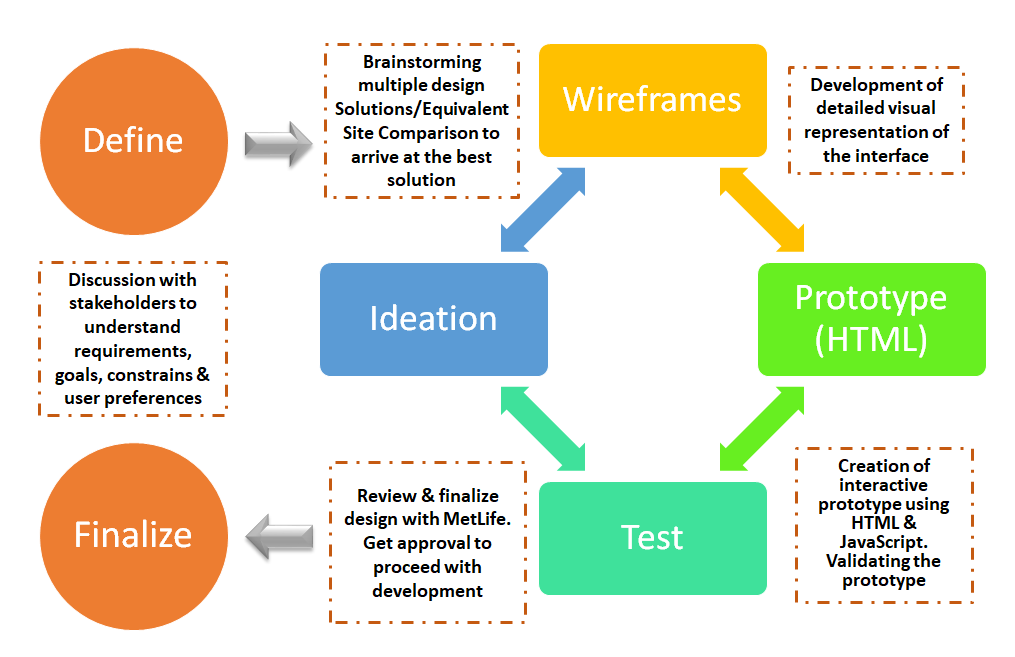 Define
Brainstorming
multiple design
Solutions/Equivalent
Site Comparison to
arrive at the best
solution
Wireframes
Development of
detailed visual
representation of
the interface
Discussion with
stakeholders to
understand
requirements,
goals, constrains &
user preferences
Ideation
Prototype
(HTML)
Finalize
Review & finalize
design with MetLife.
Get approval to
proceed with
development
Test
Creation of
interactive
prototype using
HTML &
JavaScript.
Validating the
prototype